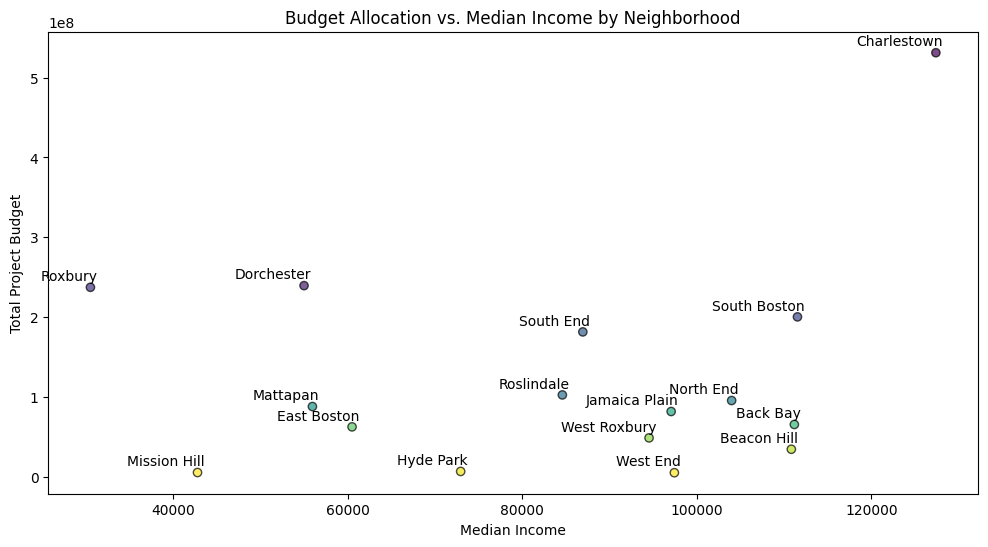 Budget Allocation vs. Median Income by Neighborhood
1e8
Total Project Budget
5
4
3
2
1
0
Charlestown
Roxbury
Dorchester
South Boston
South End
Roslindale
North End
Mattapan
Jamaica Plain
East Boston
Back Bay
West Roxbury
Beacon Hill
Mission Hill
Hyde Park
West End
40000
60000
80000
100000
120000
Median Income